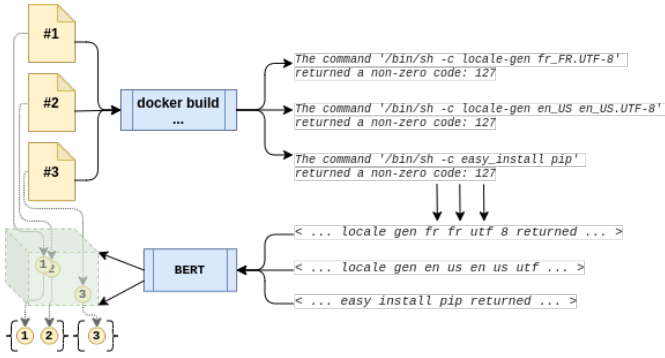 #1
#2
#3
docker build
...
The command '/bin/sh -c locale-gen fr_FR.UTF-8'
returned a non-zero code: 127
The command '/bin/sh -c locale-gen en_US en_US.UTF-8'
returned a non-zero code: 127
The command '/bin/sh -c easy_install pip'
returned a non-zero code: 127
< ... locale gen fr fr utf 8 returned ... >
< ... locale gen en us en us utf ... >
< ... easy install pip returned ... >
BERT
1 2
3
{ 1 2 } { 3 }